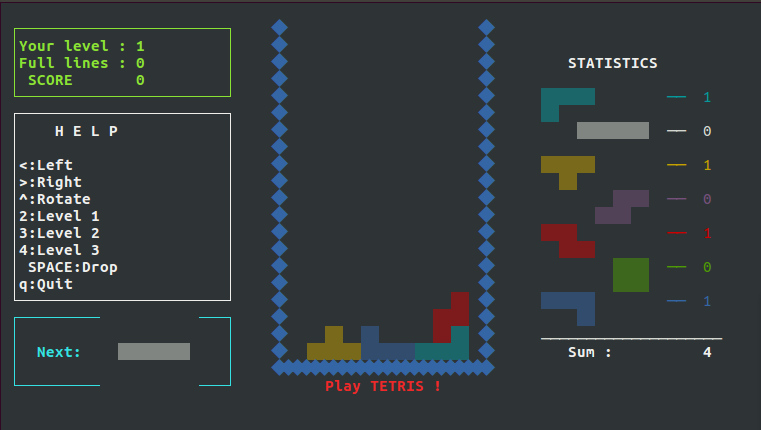 Your level : 1
Full lines : 0
SCORE 0
H E L P
<:Left
>:Right
^:Rotate
2:Level 1
3:Level 2
4:Level 3
SPACE:Drop
q:Quit
Next:
Play TETRIS !
STATISTICS
—— 1
—— 0
—— 1
—— 0
—— 1
—— 0
—— 1
Sum : 4